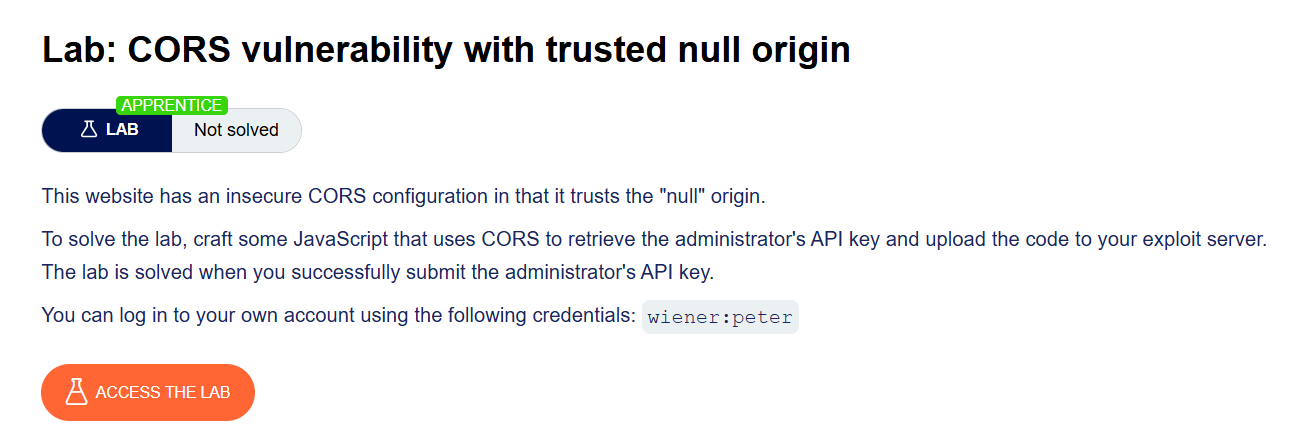 Lab: CORS vulnerability with trusted null origin
APPRENTICE
LAB
Not solved
This website has an insecure CORS configuration in that it trusts the "null" origin.
To solve the lab, craft some JavaScript that uses CORS to retrieve the administrator's API key and upload the code to your exploit server.
The lab is solved when you successfully submit the administrator's API key.
You can log in to your own account using the following credentials: wiener:peter
ACCESS THE LAB